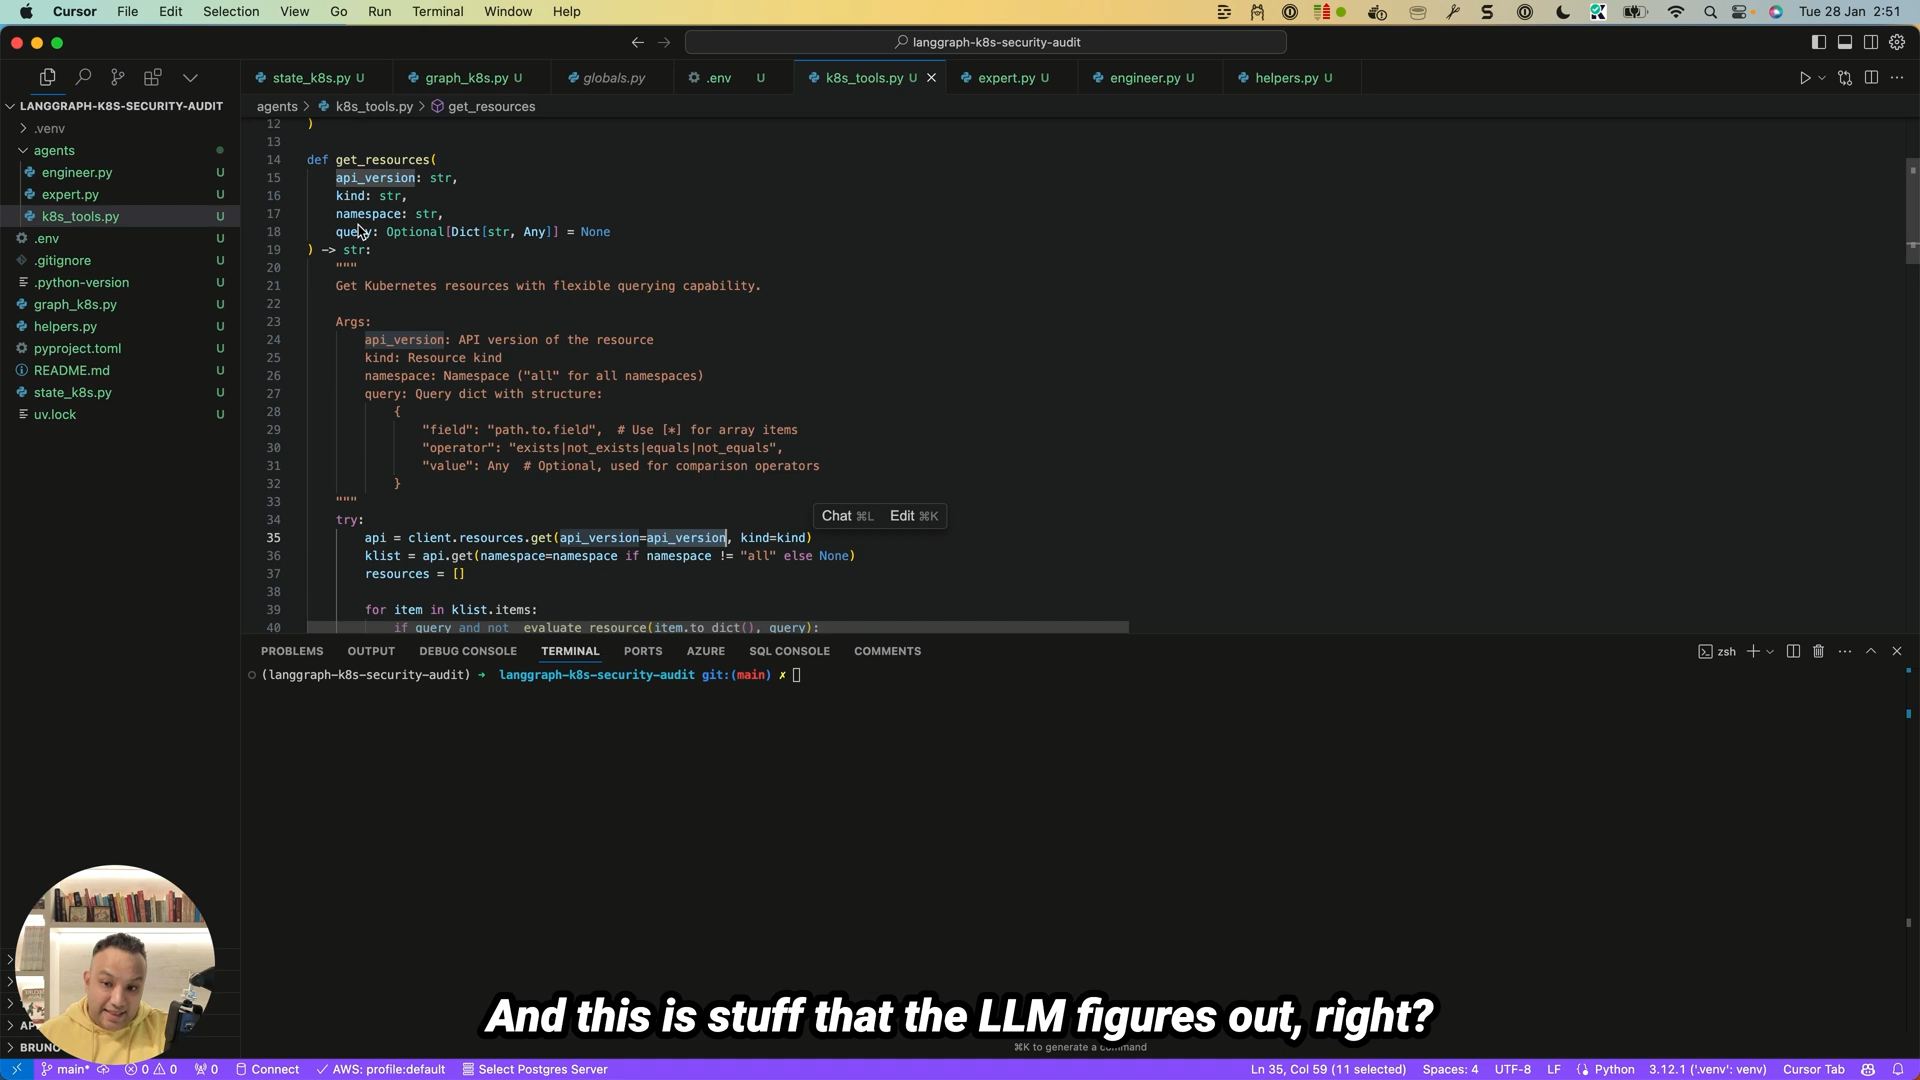 Cursor File Edit Selection View Go Run Terminal Window Help Tue 28 Jan 2:51
langgraph-k8s-security-audit
state_k8s.py U graph_k8s.py U globals.py .env U k8s_tools.py U expert.py U engineer.py U helpers.py U
LANGGRAPH-K8S-SECURITY-AUDIT
.venv
agents
engineer.py U
expert.py U
k8s_tools.py U
.env U
.gitignore U
.python-version U
graph_k8s.py U
helpers.py U
pyproject.toml U
README.md U
state_k8s.py U
uv.lock U
agents > k8s_tools.py > get_resources
12 )
13
14 def get_resources(
15 api_version: str,
16 kind: str,
17 namespace: str,
18 query: Optional[Dict[str, Any]] = None
19 ) -> str:
20 """
21 Get Kubernetes resources with flexible querying capability.
22
23 Args:
24 api_version: API version of the resource
25 kind: Resource kind
26 namespace: Namespace ("all" for all namespaces)
27 query: Query dict with structure:
28 {
29 "field": "path.to.field", # Use [*] for array items
30 "operator": "exists|not_exists|equals|not_equals",
31 "value": Any # Optional, used for comparison operators
32 }
33 """
Chat ⌘L Edit ⌘K
34 try:
35 api = client.resources.get(api_version=api_version, kind=kind)
36 klist = api.get(namespace=namespace if namespace != "all" else None)
37 resources = []
38
39 for item in klist.items:
40 if query and not _evaluate_resource(item.to_dict(), query):
PROBLEMS OUTPUT DEBUG CONSOLE TERMINAL PORTS AZURE SQL CONSOLE COMMENTS zsh
(langgraph-k8s-security-audit) → langgraph-k8s-security-audit git:(main) ✗
And this is stuff that the LLM figures out, right?
⌘K to generate a command
BRUNO
main* 0 0 0 Connect AWS: profile:default Select Postgres Server Ln 35, Col 59 (11 selected) Spaces: 4 UTF-8 LF Python 3.12.1 ('.venv': venv) Cursor Tab